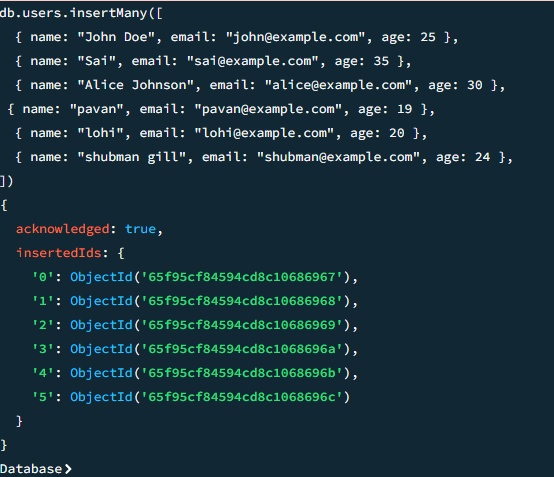 db.users.insertMany([
  { name: "John Doe", email: "john@example.com", age: 25 },
  { name: "Sai", email: "sai@example.com", age: 35 },
  { name: "Alice Johnson", email: "alice@example.com", age: 30 },
 { name: "pavan", email: "pavan@example.com", age: 19 },
  { name: "lohi", email: "lohi@example.com", age: 20 },
  { name: "shubman gill", email: "shubman@example.com", age: 24 },
])
{
  acknowledged: true,
  insertedIds: {
    '0': ObjectId('65f95cf84594cd8c10686967'),
    '1': ObjectId('65f95cf84594cd8c10686968'),
    '2': ObjectId('65f95cf84594cd8c10686969'),
    '3': ObjectId('65f95cf84594cd8c1068696a'),
    '4': ObjectId('65f95cf84594cd8c1068696b'),
    '5': ObjectId('65f95cf84594cd8c1068696c')
  }
}
Database❯